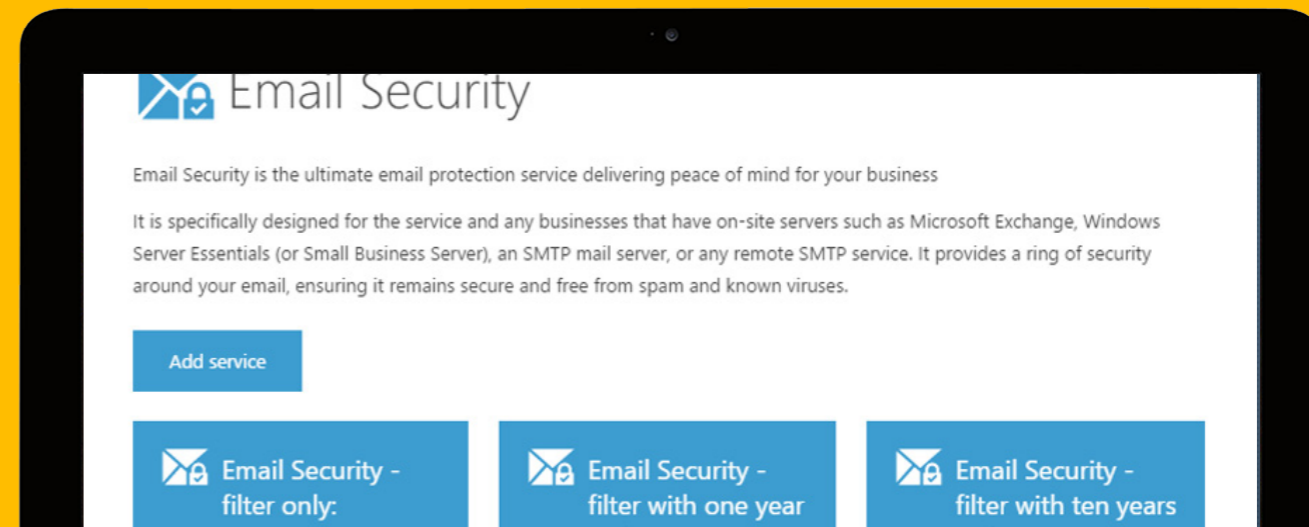 Email Security
Email Security is the ultimate email protection service delivering peace of mind for your business
It is specifically designed for the service and any businesses that have on-site servers such as Microsoft Exchange, Windows
Server Essentials (or Small Business Server), an SMTP mail server, or any remote SMTP service. It provides a ring of security
around your email, ensuring it remains secure and free from spam and known viruses.
Add service
Email Security -
filter only:
Email Security -
filter with one year
Email Security -
filter with ten years